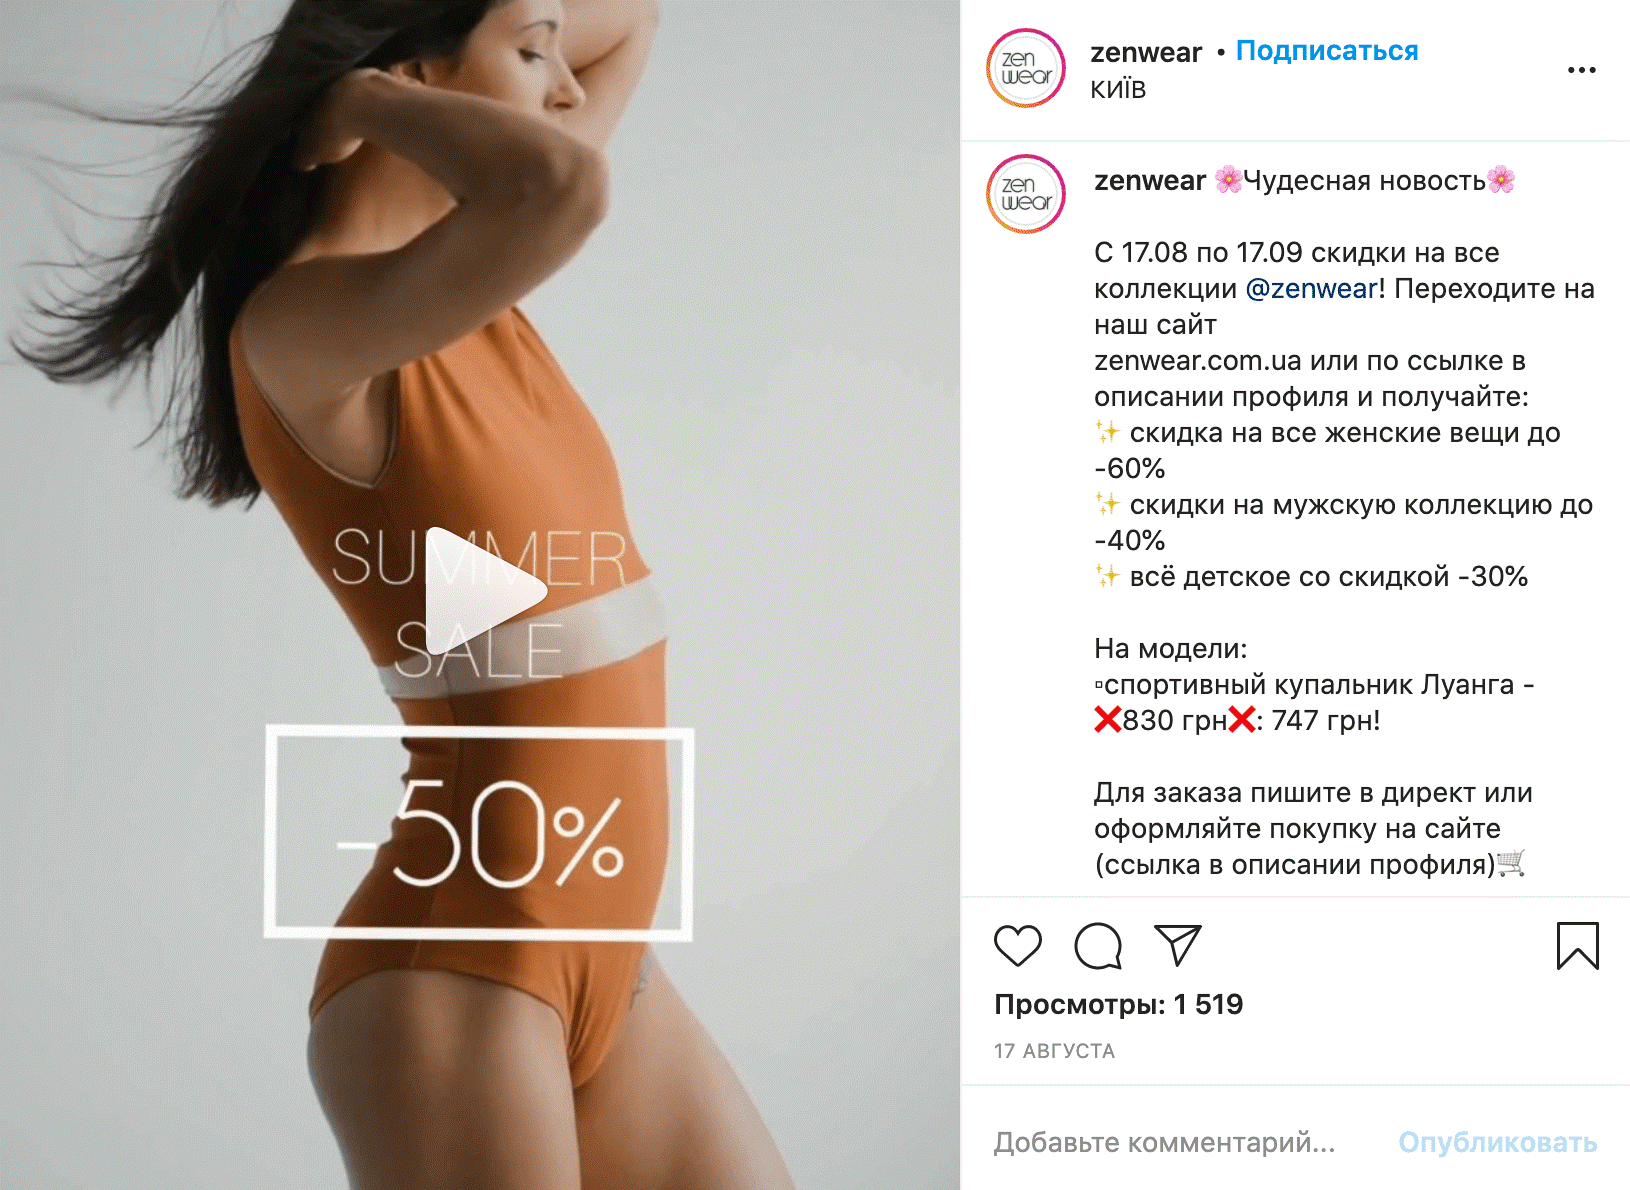 SUMMER
SALE
-50%
zen
wear
zenwear • Подписаться
КИЇВ
zen
wear
zenwear 🌸Чудесная новость🌸
С 17.08 по 17.09 скидки на все
коллекции @zenwear! Переходите на
наш сайт
zenwear.com.ua или по ссылке в
описании профиля и получайте:
✨ скидка на все женские вещи до
-60%
✨ скидки на мужскую коллекцию до
-40%
✨ всё детское со скидкой -30%
На модели:
▫спортивный купальник Луанга -
❌830 грн❌: 747 грн!
Для заказа пишите в директ или
оформляйте покупку на сайте
(ссылка в описании профиля)🛒
Просмотры: 1 519
17 АВГУСТА
Добавьте комментарий... Опубликовать